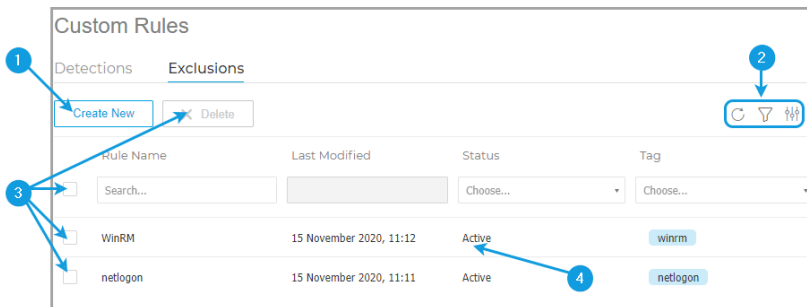 Custom Rules
Detections Exclusions
1
2
Create New × Delete
Rule Name Last Modified Status Tag
3
Search... Choose... Choose...
WinRM 15 November 2020, 11:12 Active winrm
4
netlogon 15 November 2020, 11:11 Active netlogon